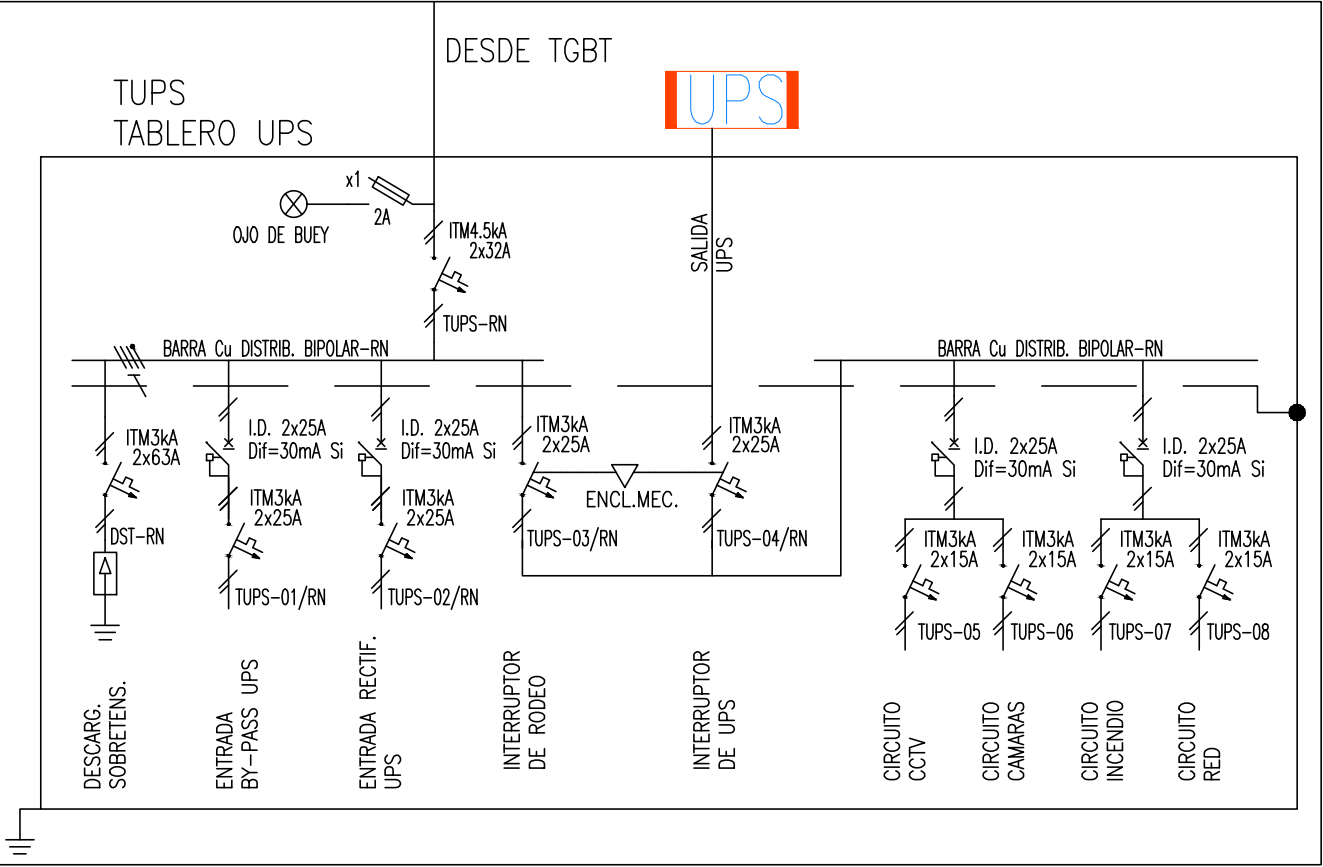 DESDE TGBT
UPS
TUPS
TABLERO UPS
x1
2A
OJO DE BUEY
ITM4.5kA
2x32A
SALIDA
UPS
TUPS-RN
BARRA Cu DISTRIB. BIPOLAR-RN
BARRA Cu DISTRIB. BIPOLAR-RN
ITM3kA
2x63A
I.D. 2x25A
Dif=30mA Si
I.D. 2x25A
Dif=30mA Si
ITM3kA
2x25A
ITM3kA
2x25A
I.D. 2x25A
Dif=30mA Si
I.D. 2x25A
Dif=30mA Si
ENCL.MEC.
ITM3kA
2x25A
ITM3kA
2x25A
DST-RN
TUPS-03/RN
TUPS-04/RN
ITM3kA
2x15A
ITM3kA
2x15A
ITM3kA
2x15A
ITM3kA
2x15A
TUPS-01/RN
TUPS-02/RN
TUPS-05
TUPS-06
TUPS-07
TUPS-08
DESCARG.
SOBRETENS.
ENTRADA
BY-PASS UPS
ENTRADA RECTIF.
UPS
INTERRUPTOR
DE RODEO
INTERRUPTOR
DE UPS
CIRCUITO
CCTV
CIRCUITO
CAMARAS
CIRCUITO
INCENDIO
CIRCUITO
RED